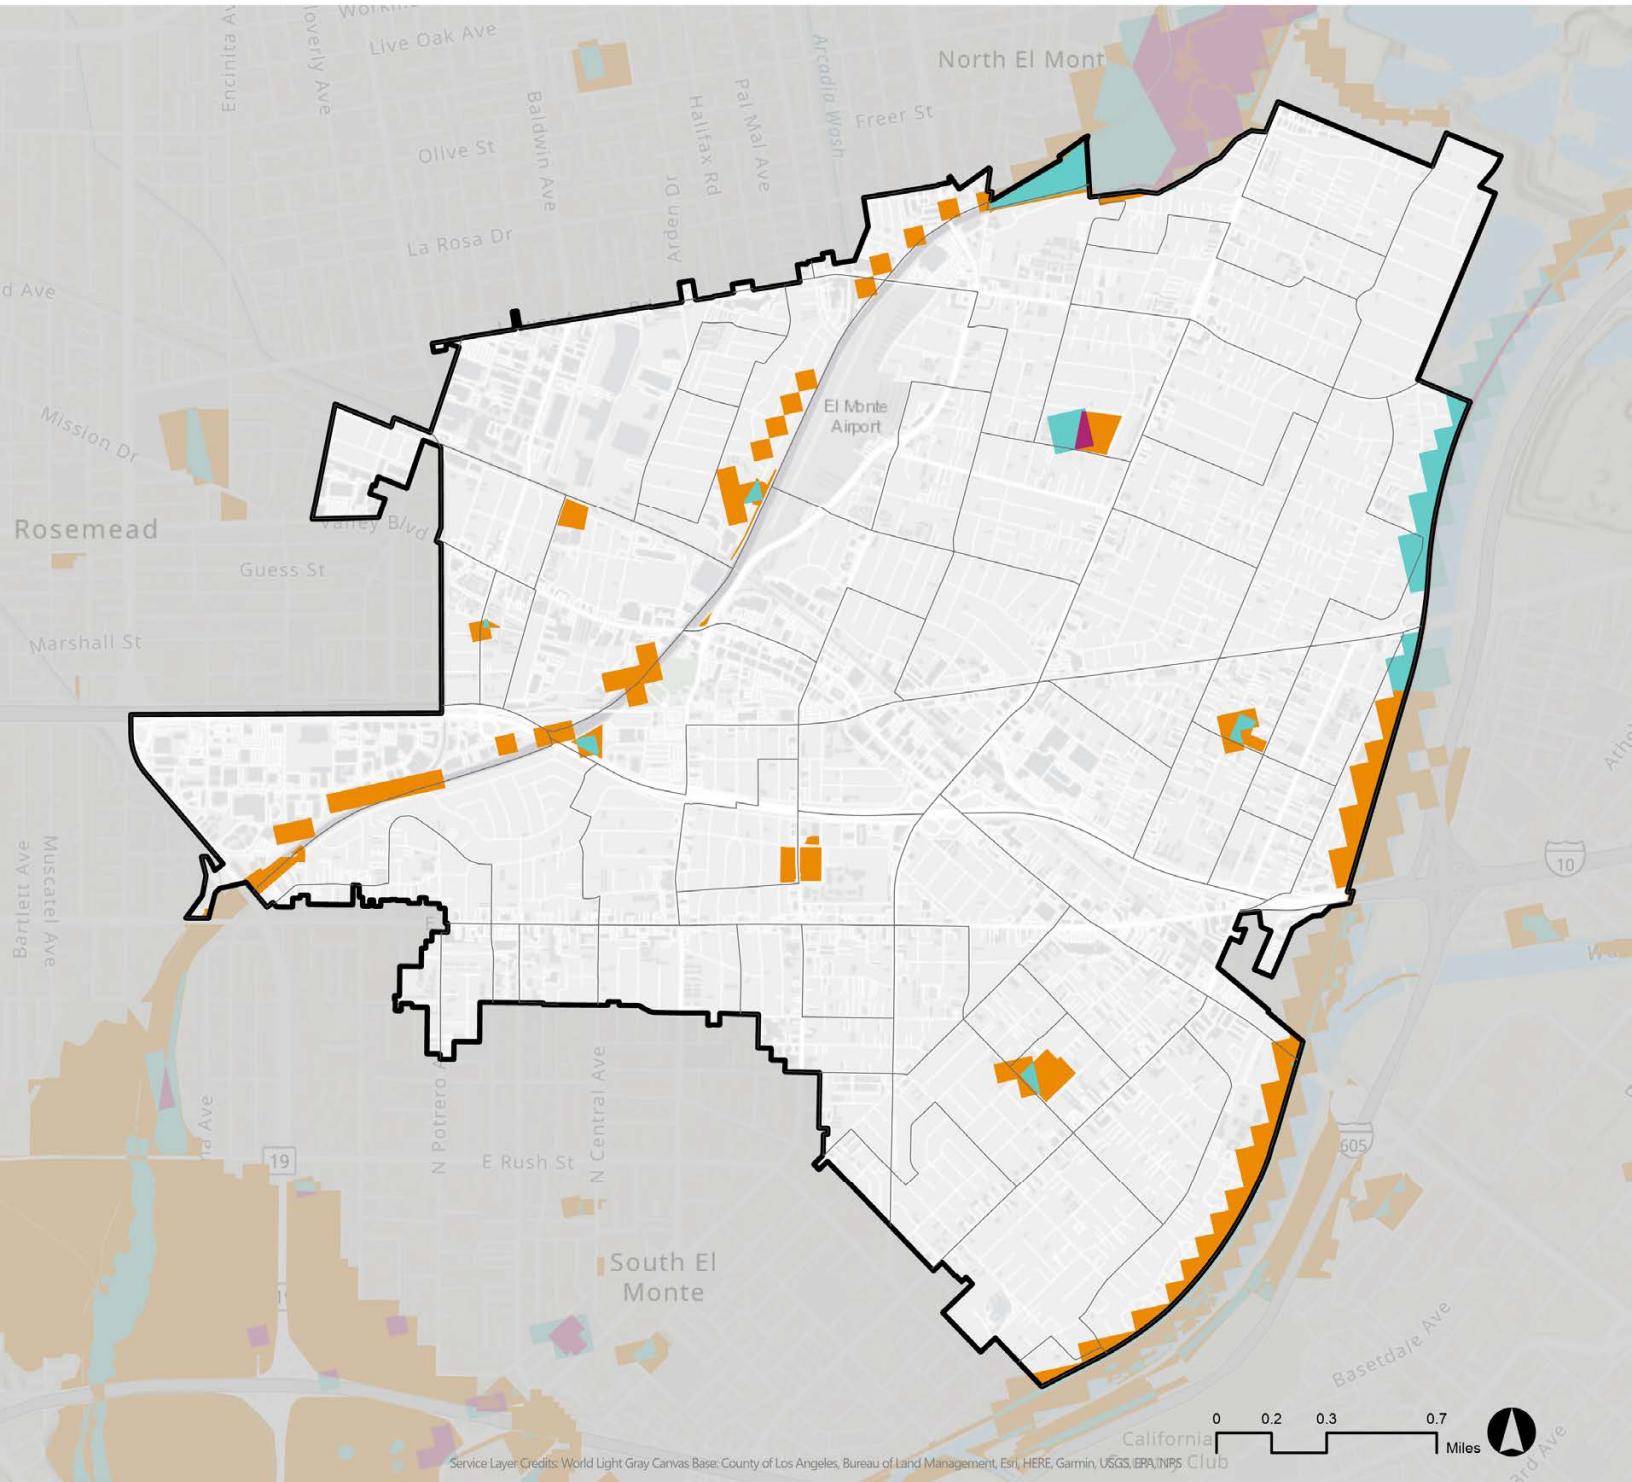 Live Oak Ave
Encinita Av
loverly Ave
North El Mont
Arcadia Wash
Freer St
Baldwin Ave
Halifax Rd
Pal Mal Ave
Olive St
La Rosa Dr
Arden Dr
d Ave
Mission Dr
El Monte
Airport
Rosemead
Valley Blvd
Guess St
Marshall St
Bartlett Ave
Muscatel Ave
10
N Potrero A
N Central Ave
19
E Rush St
605
South El
Monte
Basetdale Ave
0 0.2 0.3 0.7
Miles
California
Club
3rd Ave
Service Layer Credits: World Light Gray Canvas Base: County of Los Angeles, Bureau of Land Management, Esri, HERE, Garmin, USGS, EPA, NPS